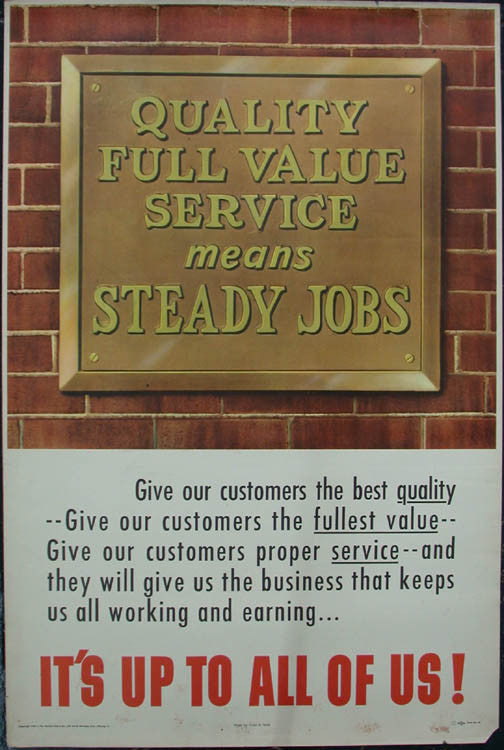 QUALITY
FULL VALUE
SERVICE
means
STEADY JOBS
Give our customers the best quality
--Give our customers the fullest value--
Give our customers proper service--and
they will give us the business that keeps
us all working and earning...
IT'S UP TO ALL OF US!